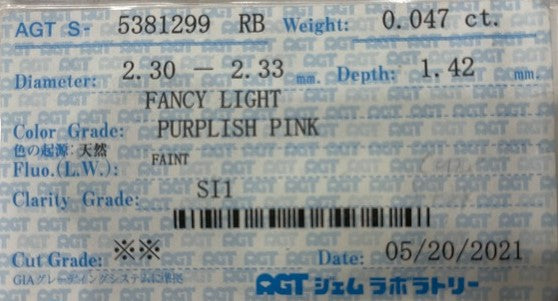 AGT S- 5381299 RB Weight: 0.047 ct.
Diameter: 2.30 - 2.33 mm. Depth: 1.42 mm.
FANCY LIGHT
Color Grade: PURPLISH PINK
色の起源:天然
Fluo.(L.W.): FAINT
Clarity Grade: SI1
Cut Grade: ※※ Date: 05/20/2021
GIAグレーディングシステムに準拠
AGT ジェムラボラトリー